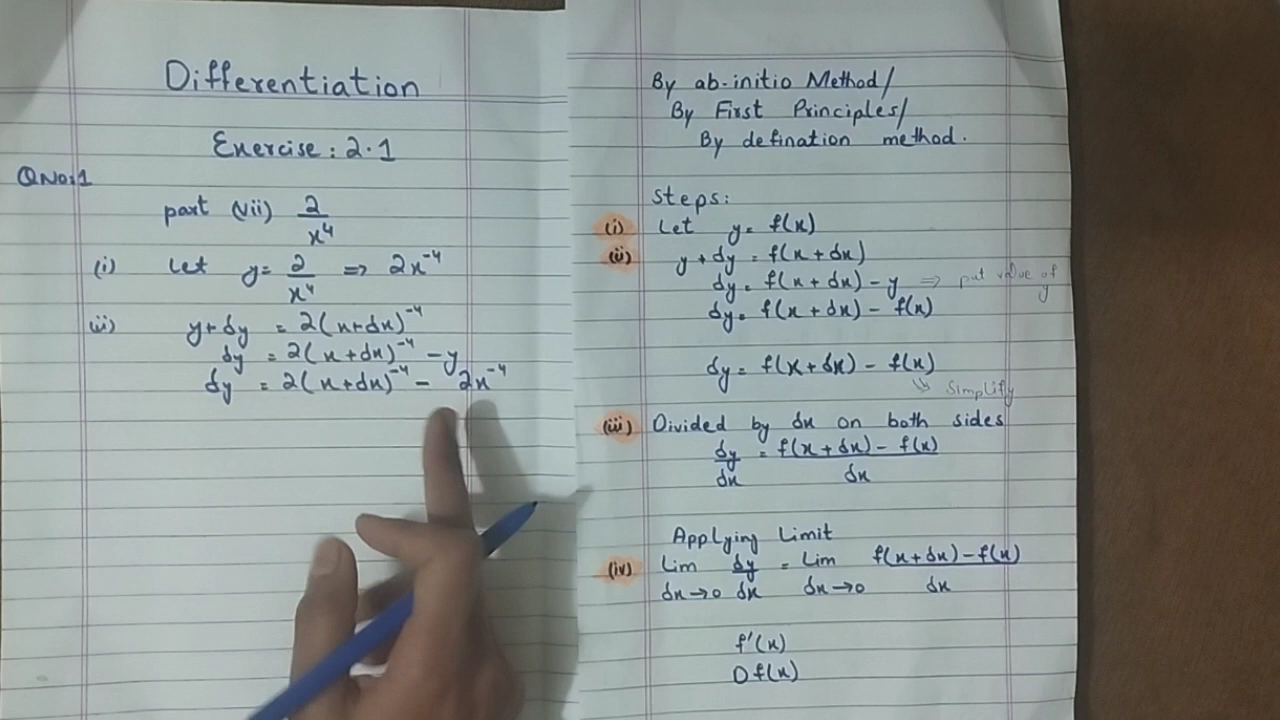 Differentiation
Exercise: 2.1
QNo:1
part (vii) 2/x⁴
(i) Let y = 2/x⁴ => 2x⁻⁴
(ii) y+δy = 2(x+δx)⁻⁴
δy = 2(x+δx)⁻⁴ - y
δy = 2(x+δx)⁻⁴ - 2x⁻⁴
By ab-initio Method/
By First Principles/
By defination method.
Steps:
(i) Let y = f(x)
(ii) y+δy = f(x+δx)
δy = f(x+δx) - y => put value of y
δy = f(x+δx) - f(x)
δy = f(x+δx) - f(x)
Simplify
(iii) Divided by δx on both sides
δy/δx = f(x+δx) - f(x)/δx
Applying Limit
(iv) Lim δx→0 δy/δx = Lim δx→0 f(x+δx) - f(x)/δx
f'(x)
Df(x)